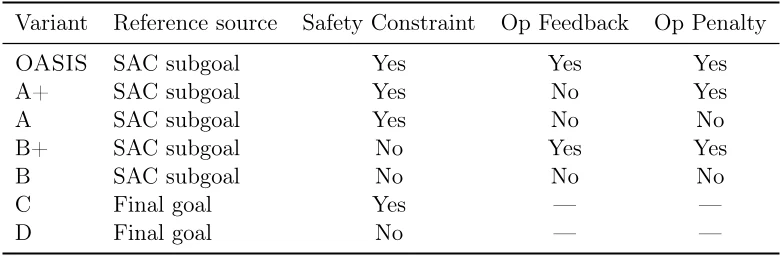 Variant Reference source Safety Constraint Op Feedback Op Penalty
OASIS SAC subgoal Yes Yes Yes
A+ SAC subgoal Yes No Yes
A SAC subgoal Yes No No
B+ SAC subgoal No Yes Yes
B SAC subgoal No No No
C Final goal Yes — —
D Final goal No — —